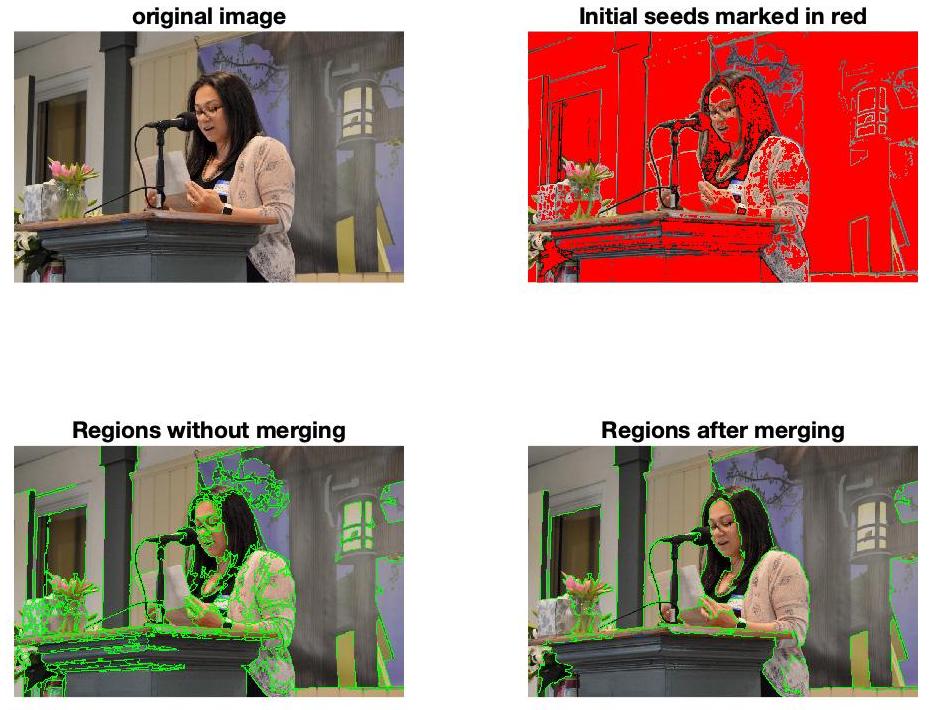 original image
Initial seeds marked in red
Regions without merging
Regions after merging